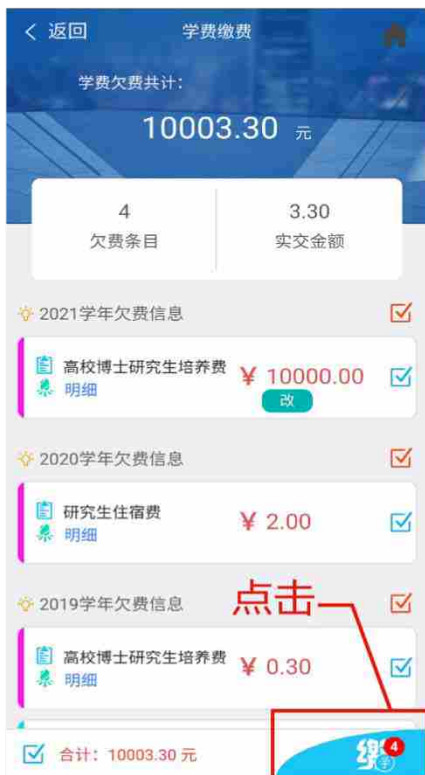 返回 学费缴费
学费欠费共计:
10003.30 元
4 3.30
欠费条目 实交金额
2021学年欠费信息
高校博士研究生培养费 ¥ 10000.00
明细 改
2020学年欠费信息
研究生住宿费 ¥ 2.00
明细
点击
2019学年欠费信息
高校博士研究生培养费 ¥ 0.30
明细
合计: 10003.30 元 缴 4
学